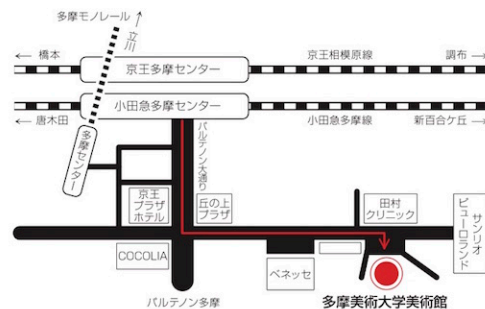 多摩モノレール
立川
橋本
京王多摩センター
京王相模原線
調布
小田急多摩センター
唐木田
小田急多摩線
新百合ケ丘
多摩センター
パルテノン大通り
京王
プラザ
ホテル
丘の上
プラザ
田村
クリニック
サンリオ
ピューロランド
COCOLIA
ベネッセ
パルテノン多摩
多摩美術大学美術館